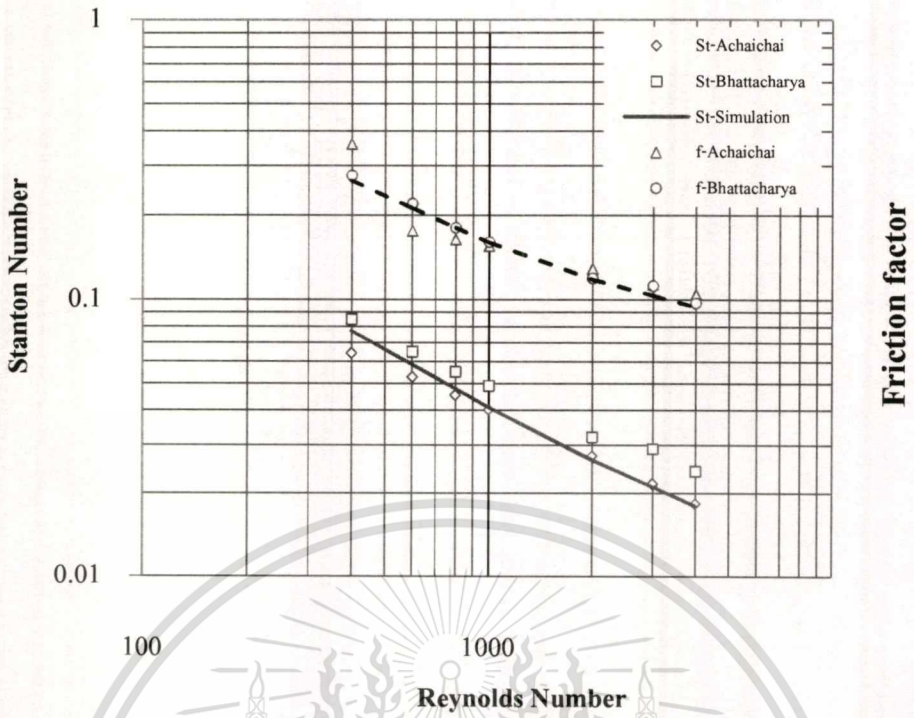 1
St-Achaichai
St-Bhattacharya
St-Simulation
f-Achaichai
f-Bhattacharya
Stanton Number
Friction factor
0.1
0.01
100
1000
Reynolds Number